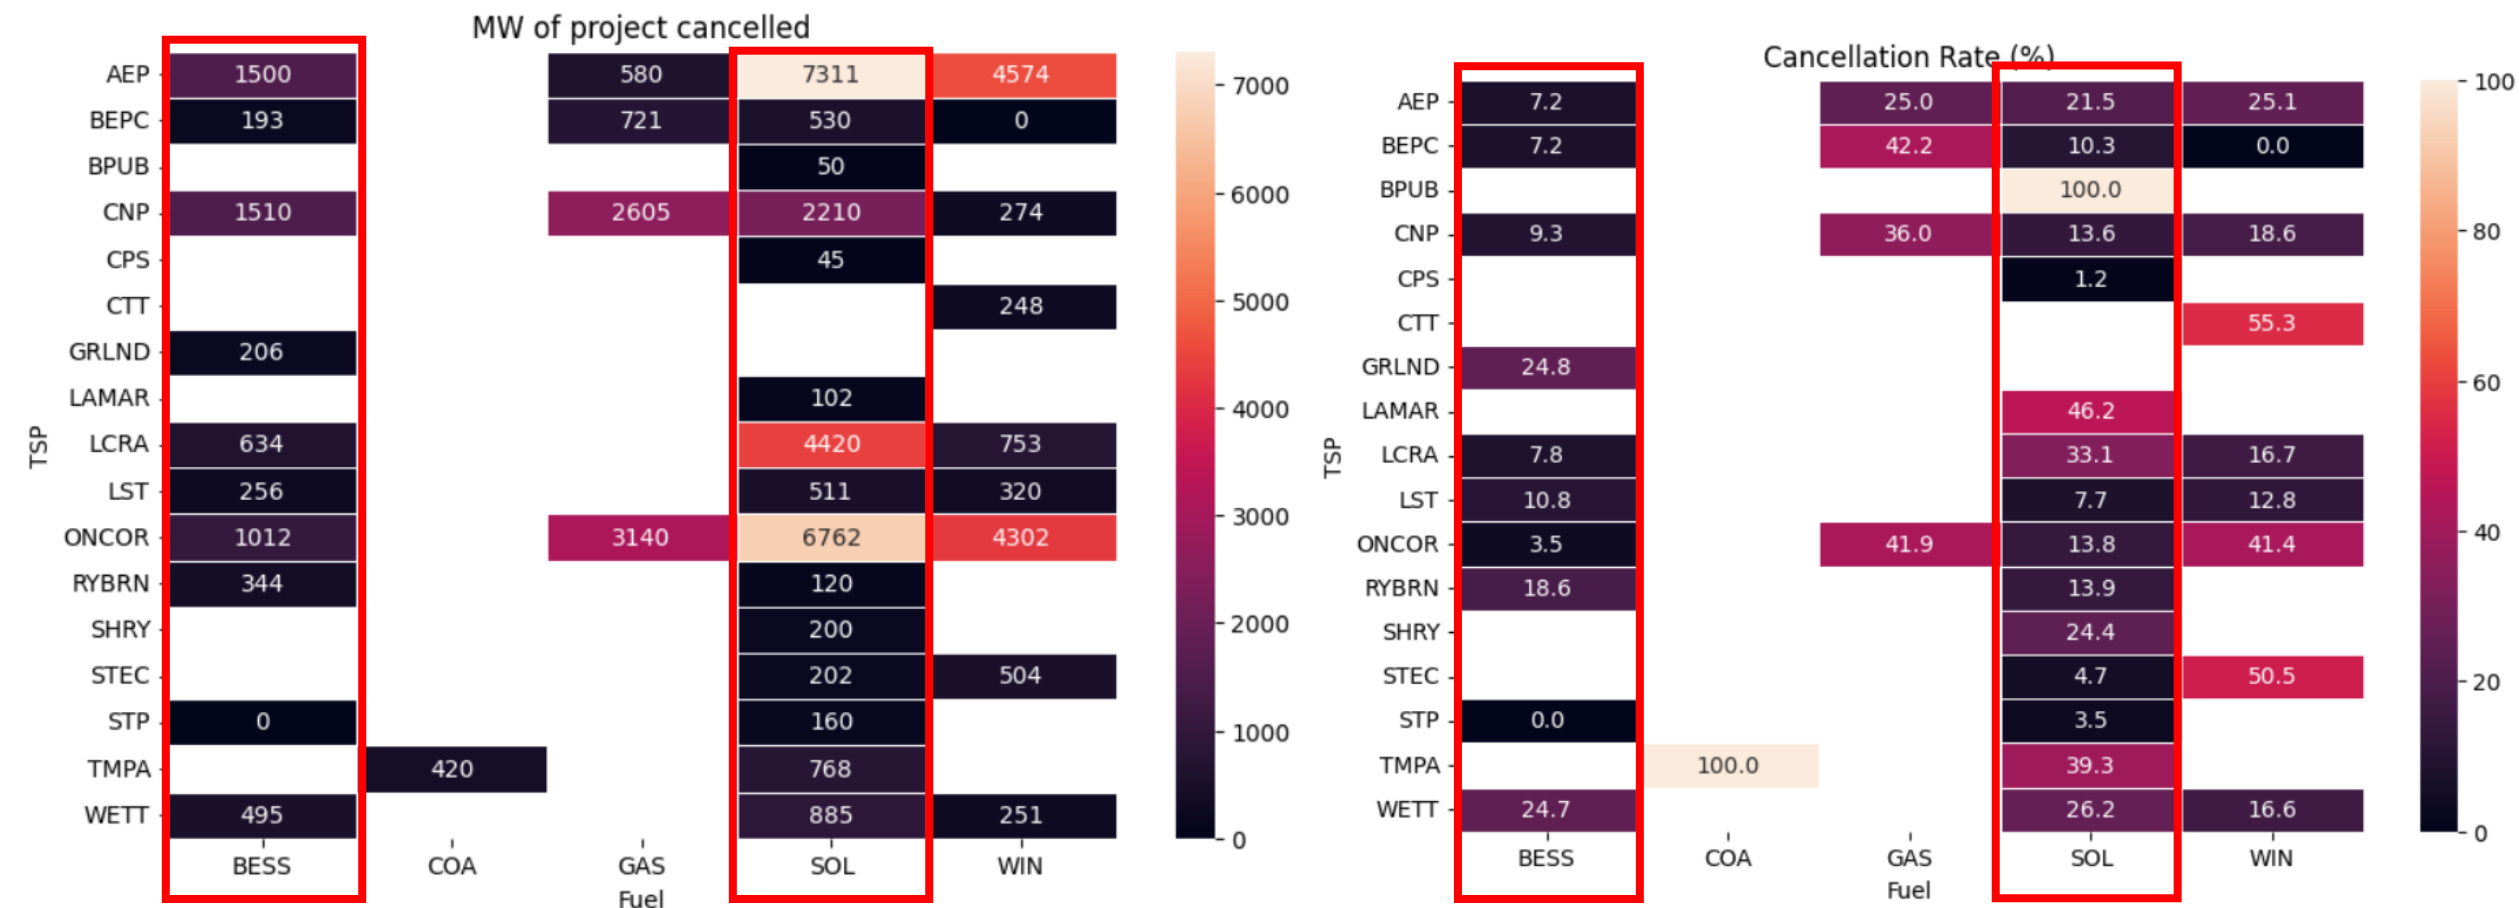 MW of project cancelled
AEP 1500 580 7311 4574
BEPC 193 721 530 0
BPUB 50
CNP 1510 2605 2210 274
CPS 45
CTT 248
GRLND 206
LAMAR 102
LCRA 634 4420 753
LST 256 511 320
ONCOR 1012 3140 6762 4302
RYBRN 344 120
SHRY 200
STEC 202 504
STP 0 160
TMPA 420 768
WETT 495 885 251
BESS COA GAS SOL WIN
Fuel
TSP
7000
6000
5000
4000
3000
2000
1000
0
Cancellation Rate (%)
AEP 7.2 25.0 21.5 25.1
BEPC 7.2 42.2 10.3 0.0
BPUB 100.0
CNP 9.3 36.0 13.6 18.6
CPS 1.2
CTT 55.3
GRLND 24.8
LAMAR 46.2
LCRA 7.8 33.1 16.7
LST 10.8 7.7 12.8
ONCOR 3.5 41.9 13.8 41.4
RYBRN 18.6 13.9
SHRY 24.4
STEC 4.7 50.5
STP 0.0 3.5
TMPA 100.0 39.3
WETT 24.7 26.2 16.6
BESS COA GAS SOL WIN
Fuel
TSP
100
80
60
40
20
0